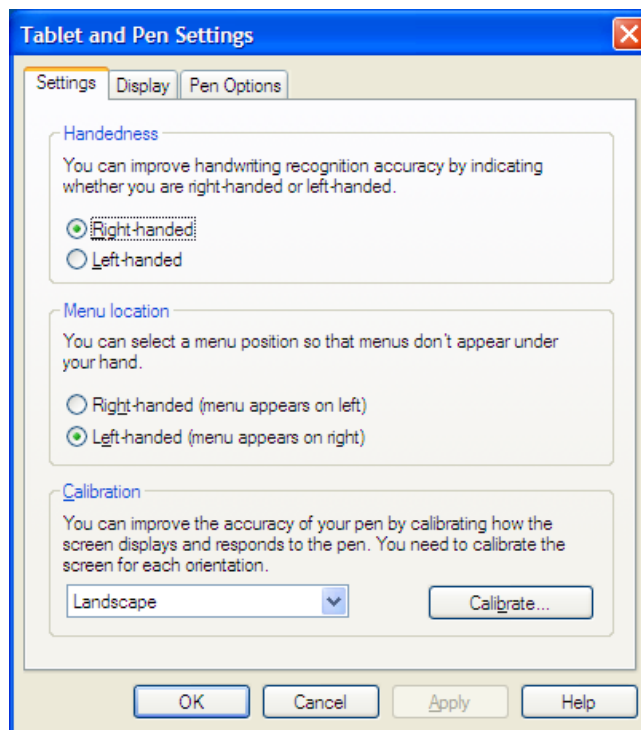 Tablet and Pen Settings
Settings Display Pen Options
Handedness
You can improve handwriting recognition accuracy by indicating
whether you are right-handed or left-handed.
Right-handed
Left-handed
Menu location
You can select a menu position so that menus don't appear under
your hand.
Right-handed (menu appears on left)
Left-handed (menu appears on right)
Calibration
You can improve the accuracy of your pen by calibrating how the
screen displays and responds to the pen. You need to calibrate the
screen for each orientation.
Landscape Calibrate...
OK Cancel Apply Help